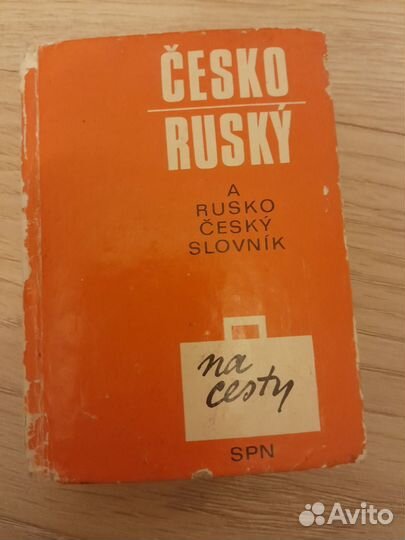 ČESKO
RUSKÝ
A
RUSKO
ČESKÝ
SLOVNÍK
na
cesty
SPN
Avito